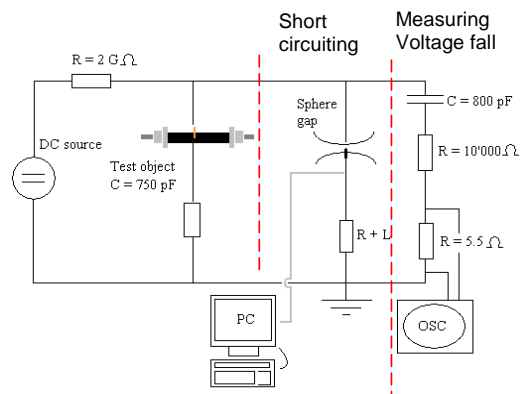 Short
circuiting
Measuring
Voltage fall
R = 2 GΩ
Sphere
gap
C = 800 pF
DC source
Test object
C = 750 pF
R = 10'000Ω
R + L
R = 5.5 Ω
PC
OSC